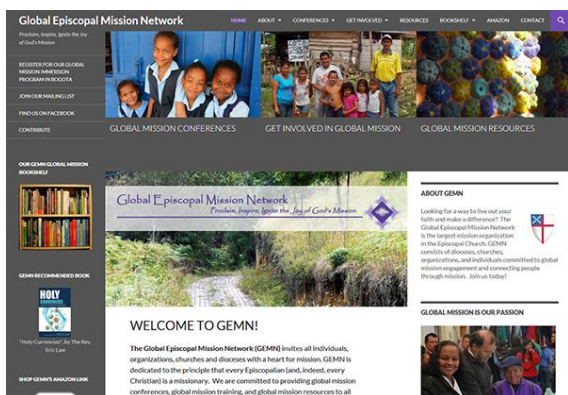 Global Episcopal Mission Network
HOME ABOUT CONFERENCES GET INVOLVED RESOURCES BOOKSHELF AMAZON CONTACT
Proclaim, Inspire, Ignite the Joy
of God's Mission
REGISTER FOR OUR GLOBAL
MISSION IMMERSION
PROGRAM IN BOGOTA
JOIN OUR MAILING LIST
FIND US ON FACEBOOK
CONTRIBUTE
GLOBAL MISSION CONFERENCES
GET INVOLVED IN GLOBAL MISSION
GLOBAL MISSION RESOURCES
OUR GEMN GLOBAL MISSION
BOOKSHELF
GEMN RECOMMENDED BOOK
HOLY
CURRENCIES
"Holy Currencies", by The Rev.
Eric Law
SHOP GEMN'S AMAZON LINK
Global Episcopal Mission Network
Proclaim, Inspire, Ignite the Joy of God's Mission
WELCOME TO GEMN!
The Global Episcopal Mission Network (GEMN) invites all individuals,
organizations, churches and dioceses with a heart for mission. GEMN is
dedicated to the principle that every Episcopalian (and, indeed, every
Christian) is a missionary. We are committed to providing global mission
conferences, global mission training, and global mission resources to all
ABOUT GEMN
Looking for a way to live out your
faith and make a difference? The
Global Episcopal Mission Network
is the largest mission organization
in the Episcopal Church. GEMN
consists of dioceses, churches,
organizations, and individuals committed to global
mission engagement and connecting people
through mission. Join us today!
GLOBAL MISSION IS OUR PASSION